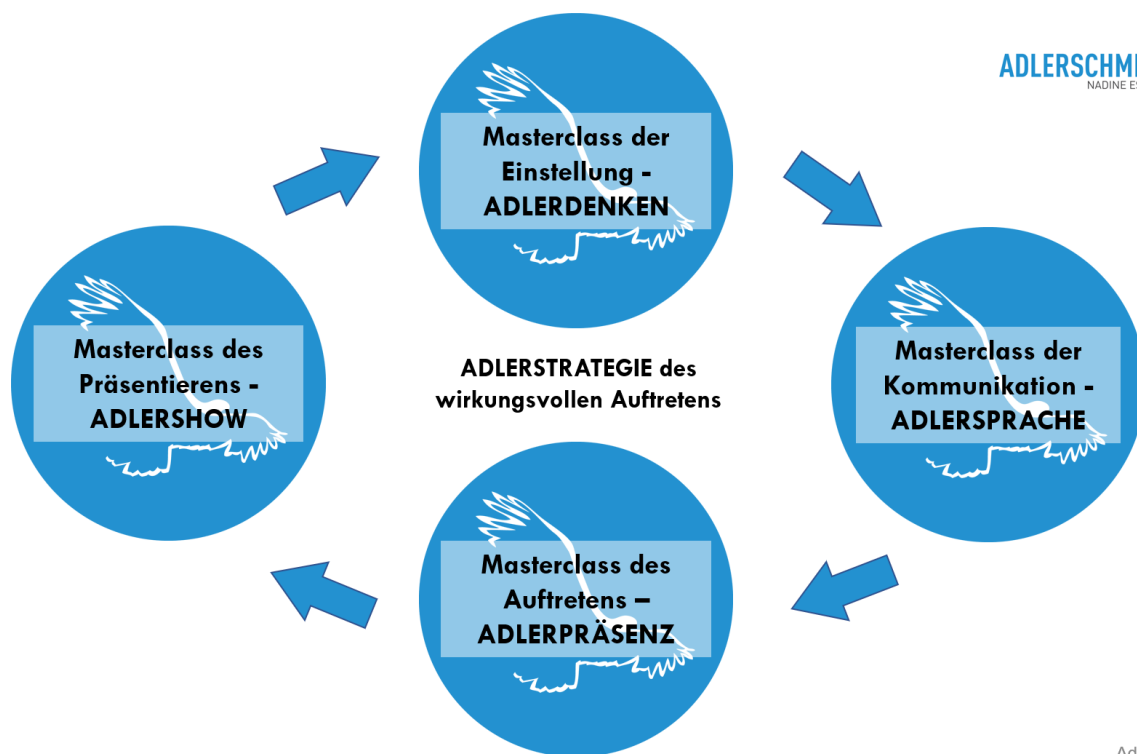 ADLERSCHM
NADINE ES
Masterclass der
Einstellung -
ADLERDENKEN
Masterclass des
Präsentierens -
ADLERSHOW
ADLERSTRATEGIE des
wirkungsvollen Auftretens
Masterclass der
Kommunikation -
ADLERSPRACHE
Masterclass des
Auftretens –
ADLERPRÄSENZ
Ad